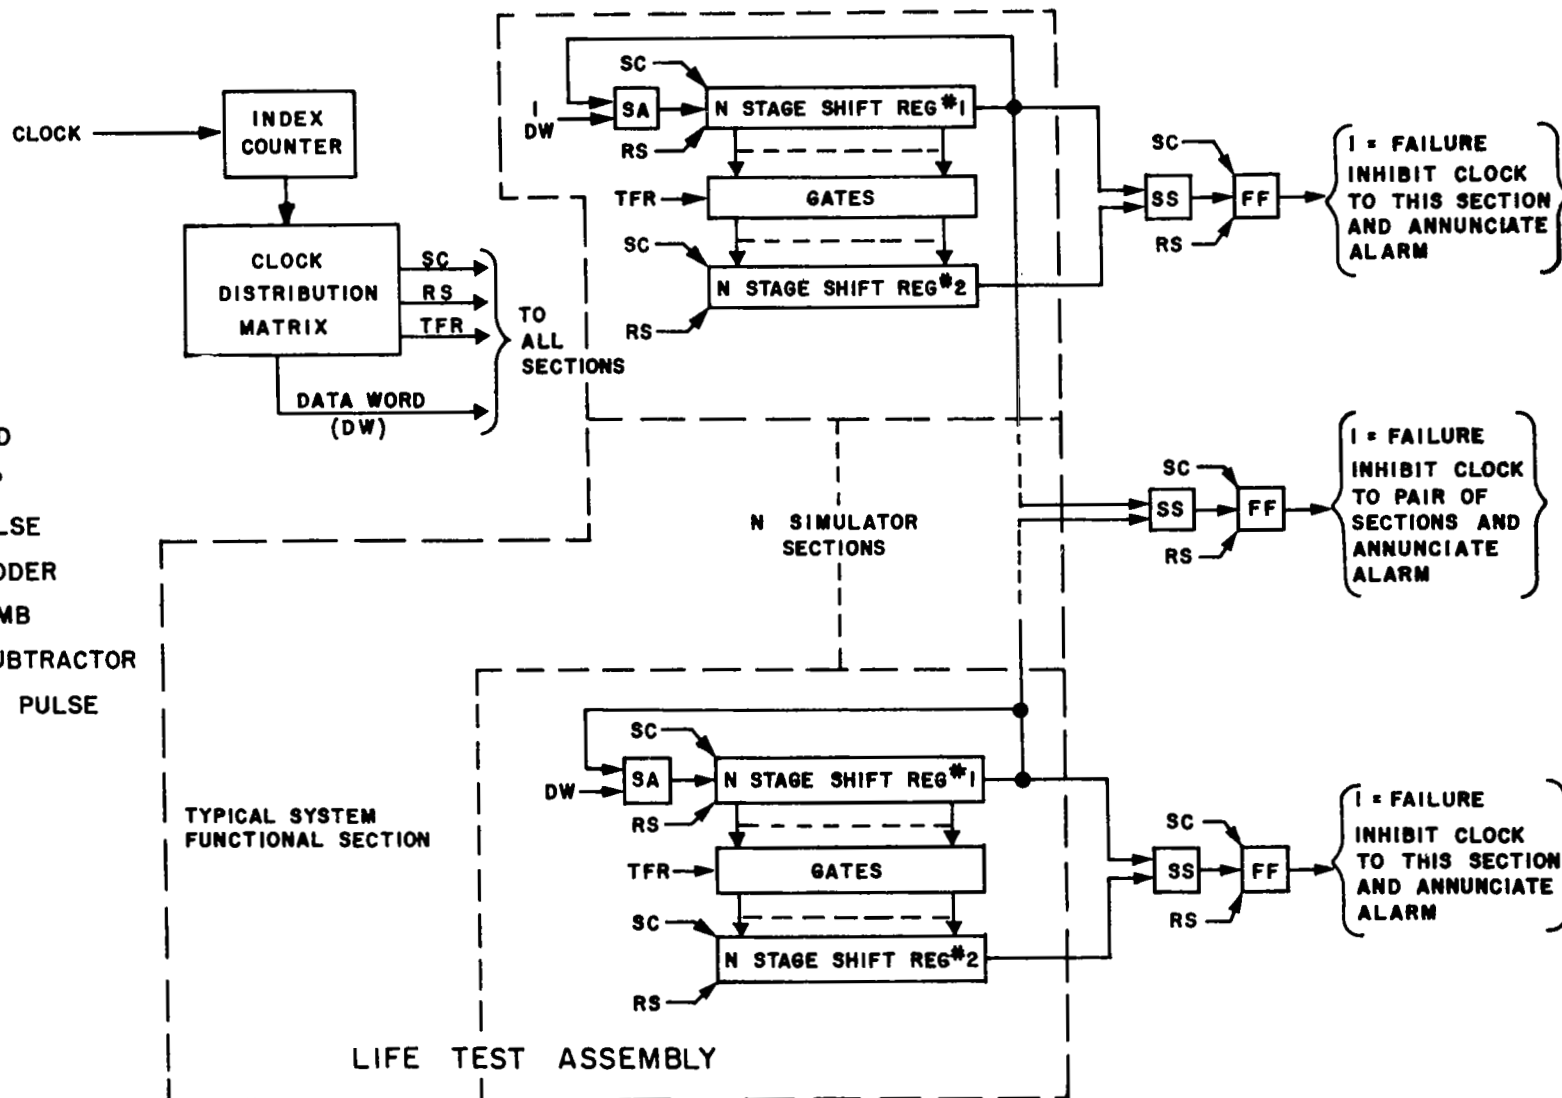 CLOCK
INDEX
COUNTER
CLOCK
DISTRIBUTION
MATRIX
SC
RS
TFR
DATA WORD
(DW)
TO
ALL
SECTIONS
SC
I
DW
SA
N STAGE SHIFT REG #1
RS
TFR
GATES
SC
N STAGE SHIFT REG #2
RS
SC
SS
FF
RS
I = FAILURE
INHIBIT CLOCK
TO THIS SECTION
AND ANNUNCIATE
ALARM
D
P
LSE
DDER
MB
UBTRACTOR
PULSE
N SIMULATOR
SECTIONS
SC
SS
FF
RS
I = FAILURE
INHIBIT CLOCK
TO PAIR OF
SECTIONS AND
ANNUNCIATE
ALARM
TYPICAL SYSTEM
FUNCTIONAL SECTION
SC
DW
SA
N STAGE SHIFT REG #1
RS
TFR
GATES
SC
N STAGE SHIFT REG #2
RS
SC
SS
FF
RS
I = FAILURE
INHIBIT CLOCK
TO THIS SECTION
AND ANNUNCIATE
ALARM
LIFE TEST ASSEMBLY